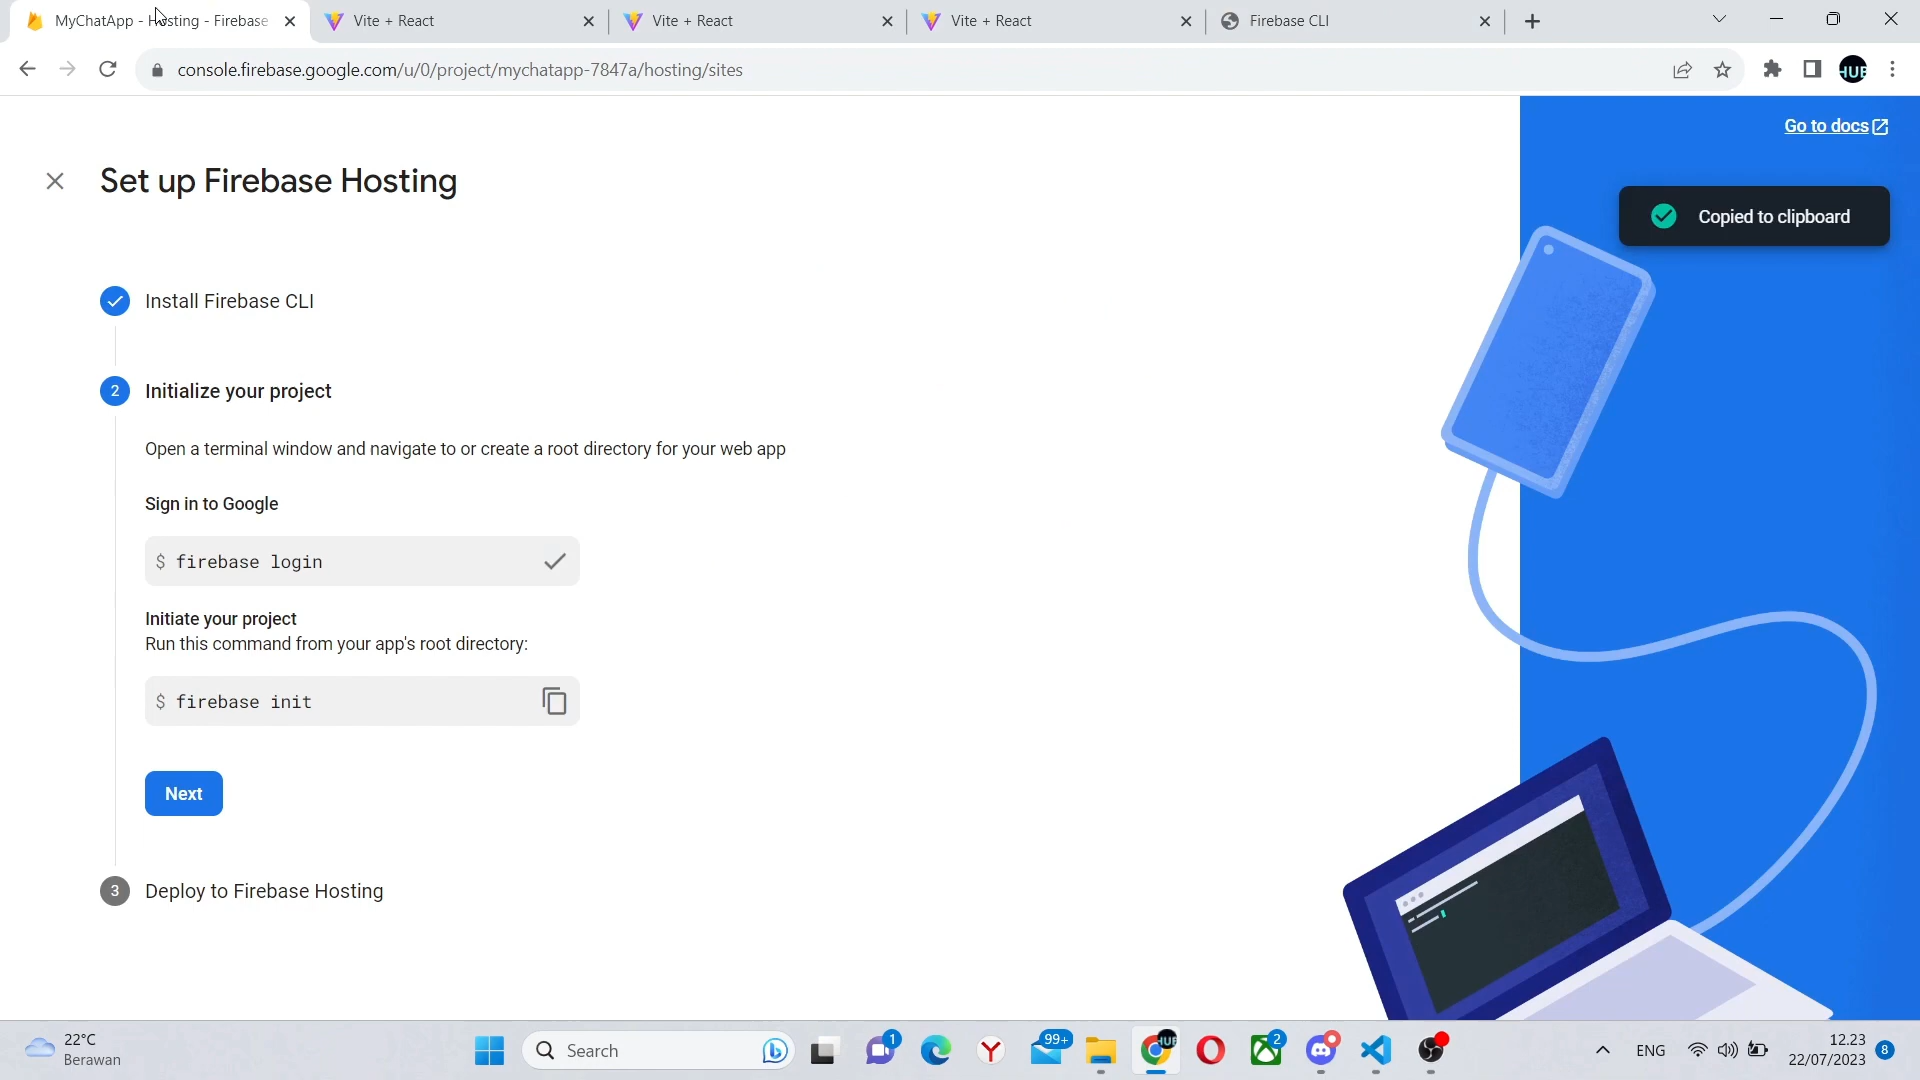 MyChatApp - Hosting - Firebase
Vite + React
Vite + React
Vite + React
Firebase CLI
console.firebase.google.com/u/0/project/mychatapp-7847a/hosting/sites
HUB
Go to docs
Set up Firebase Hosting
Copied to clipboard
Install Firebase CLI
2 Initialize your project
Open a terminal window and navigate to or create a root directory for your web app
Sign in to Google
$ firebase login
Initiate your project
Run this command from your app's root directory:
$ firebase init
Next
3 Deploy to Firebase Hosting
22°C
Berawan
Search
1
99+
HUB
2
ENG
12.23
22/07/2023
8